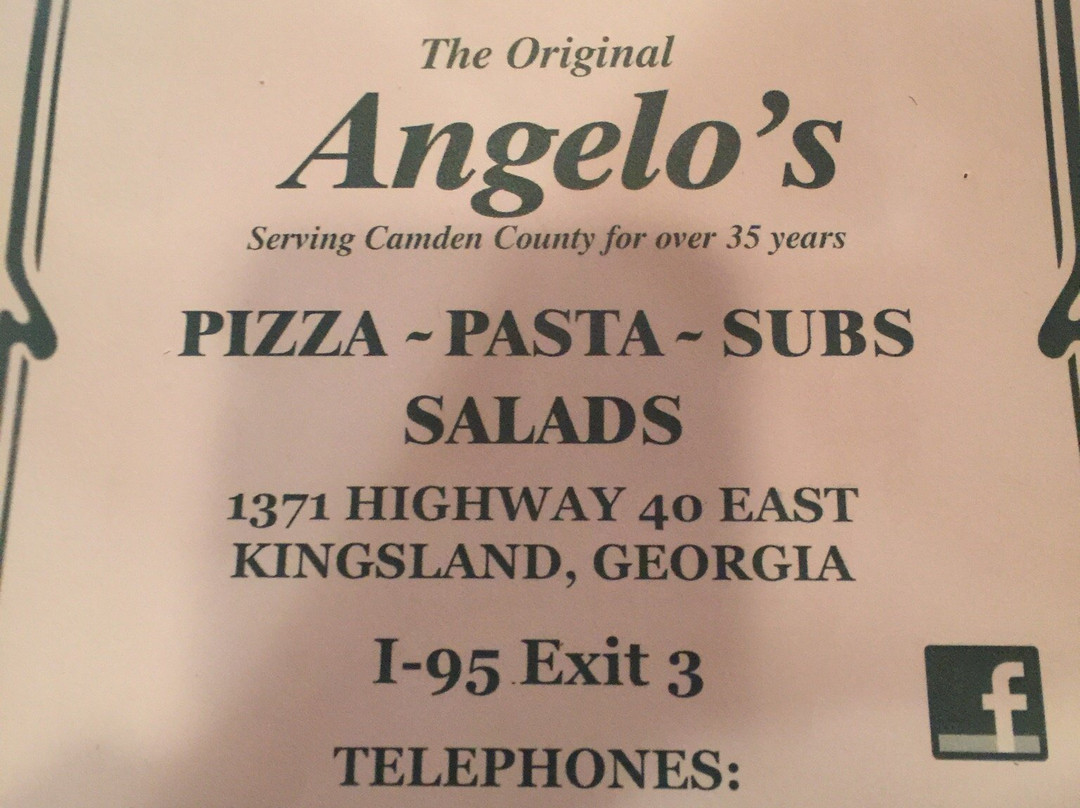 The Original
Angelo's
Serving Camden County for over 35 years
PIZZA ~ PASTA ~ SUBS
SALADS
1371 HIGHWAY 40 EAST
KINGSLAND, GEORGIA
I-95 Exit 3
f
TELEPHONES: